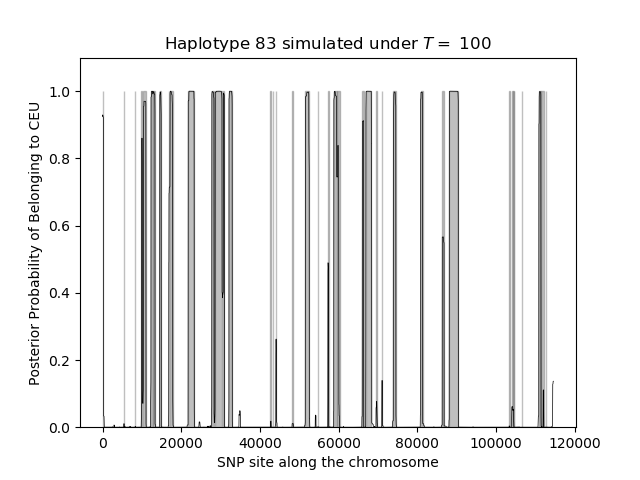 Haplotype 83 simulated under T = 100
Posterior Probability of Belonging to CEU
1.0
0.8
0.6
0.4
0.2
0.0
0 20000 40000 60000 80000 100000 120000
SNP site along the chromosome